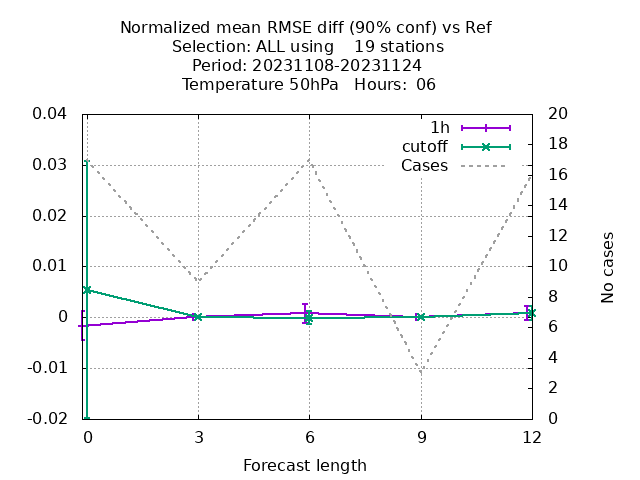 Normalized mean RMSE diff (90% conf) vs Ref
Selection: ALL using    19 stations
Period: 20231108-20231124
Temperature 50hPa   Hours:  06
0.04
0.03
0.02
0.01
0
-0.01
-0.02
20
18
16
14
12
10
8
6
4
2
0
1h
cutoff
Cases
No cases
0 3 6 9 12
Forecast length